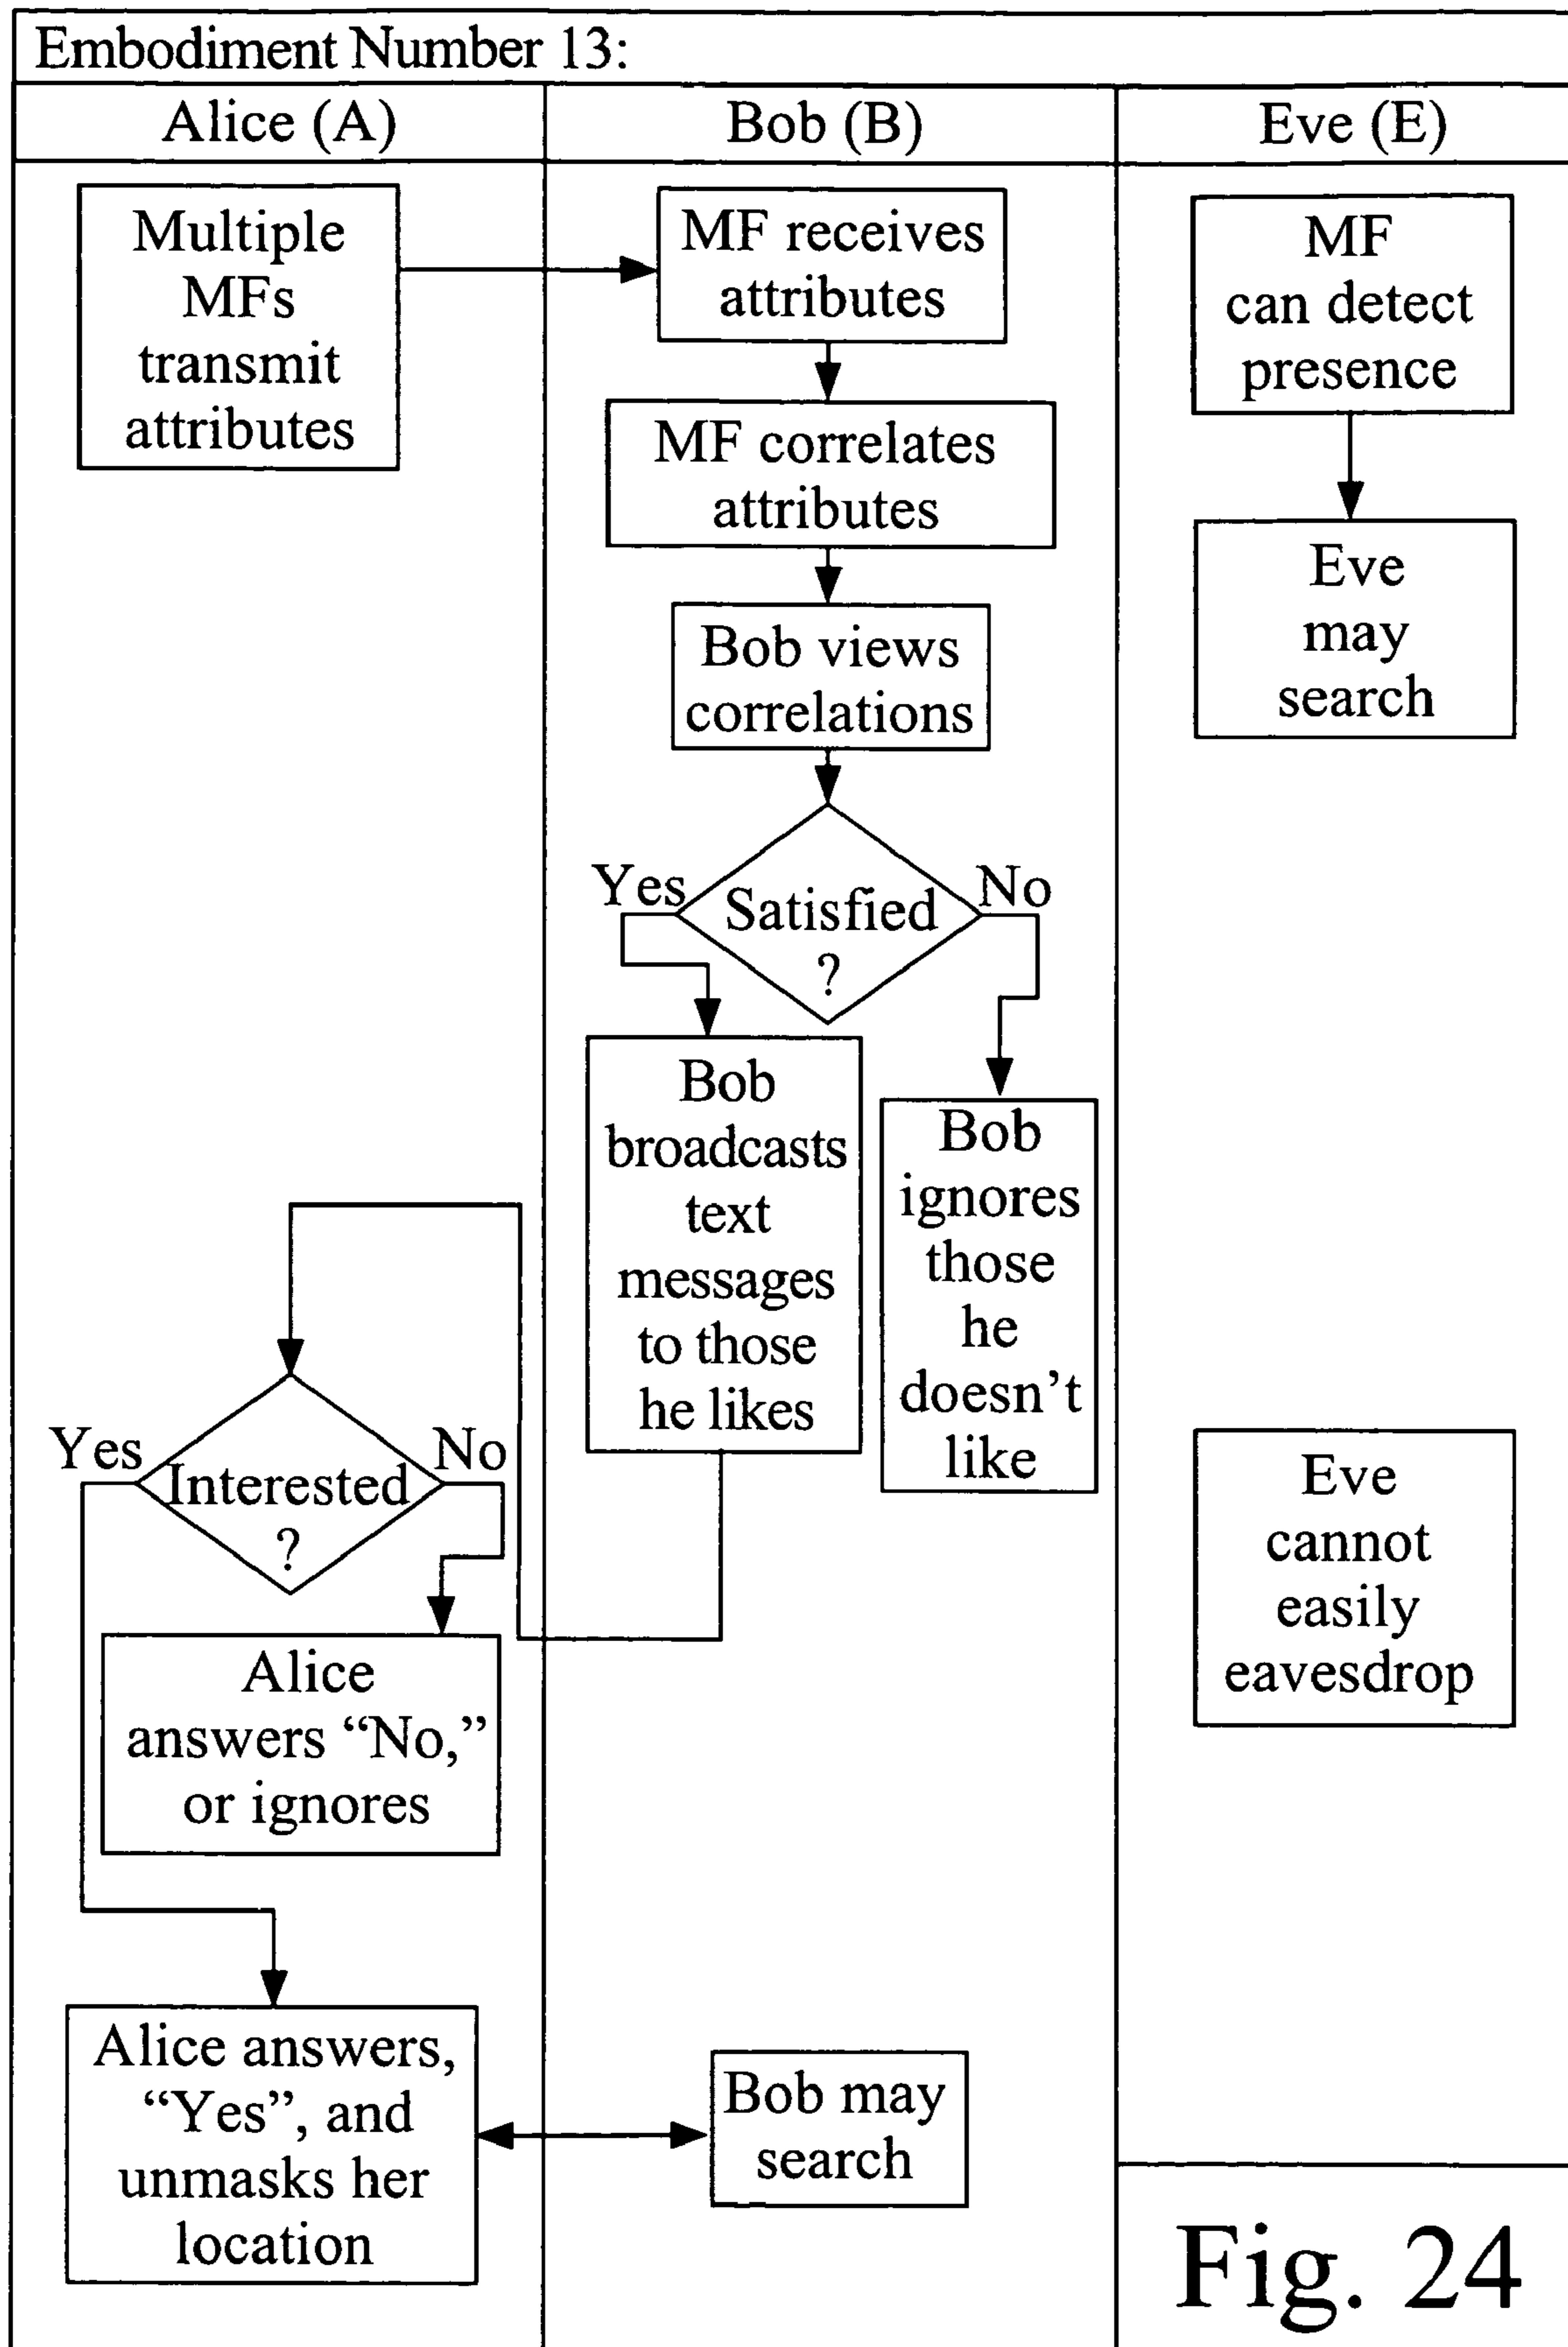 Embodiment Number 13:
Alice (A)
Bob (B)
Eve (E)
Multiple
MFs
transmit
attributes
MF receives
attributes
MF correlates
attributes
Bob views
correlations
Satisfied
?
Yes
No
Bob
broadcasts
text
messages
to those
he likes
Bob
ignores
those
he
doesn’t
like
Interested
?
Yes
No
Alice
answers “No,”
or ignores
Alice answers,
“Yes”, and
unmasks her
location
Bob may
search
MF
can detect
presence
Eve
may
search
Eve
cannot
easily
eavesdrop
Fig. 24